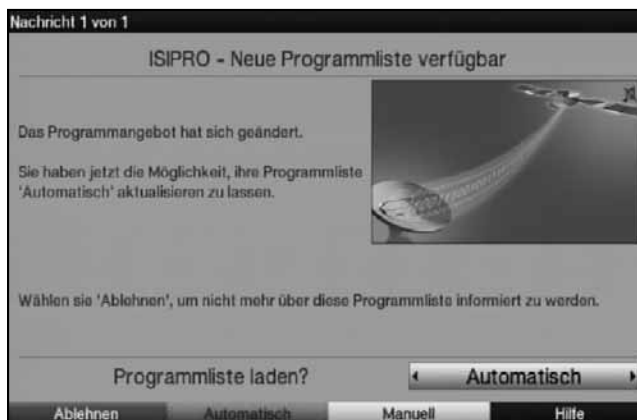 Nachricht 1 von 1
ISIPRO - Neue Programmliste verfügbar
Das Programmangebot hat sich geändert.
Sie haben jetzt die Möglichkeit, ihre Programmliste
'Automatisch' aktualisieren zu lassen.
Wählen sie 'Ablehnen', um nicht mehr über diese Programmliste informiert zu werden.
Programmliste laden?
Automatisch
Ablehnen Automatisch Manuell Hilfe